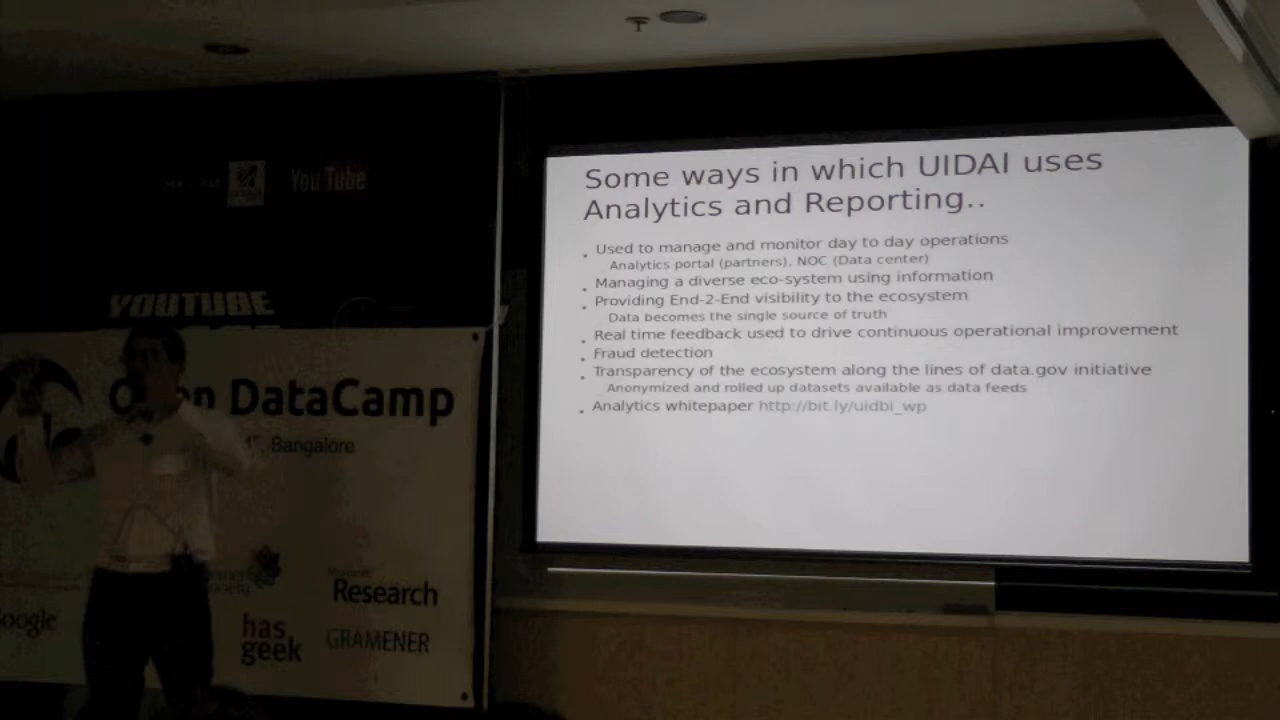 You Tube
YOUTUBE
Open DataCamp
Bangalore
Research
Google
has
geek
GRAMENER
Some ways in which UIDAI uses
Analytics and Reporting..
Used to manage and monitor day to day operations
Analytics portal (partners), NOC (Data center)
Managing a diverse eco-system using information
Providing End-2-End visibility to the ecosystem
Data becomes the single source of truth
Real time feedback used to drive continuous operational improvement
Fraud detection
Transparency of the ecosystem along the lines of data.gov initiative
Anonymized and rolled up datasets available as data feeds
Analytics whitepaper http://bit.ly/uidbi_wp